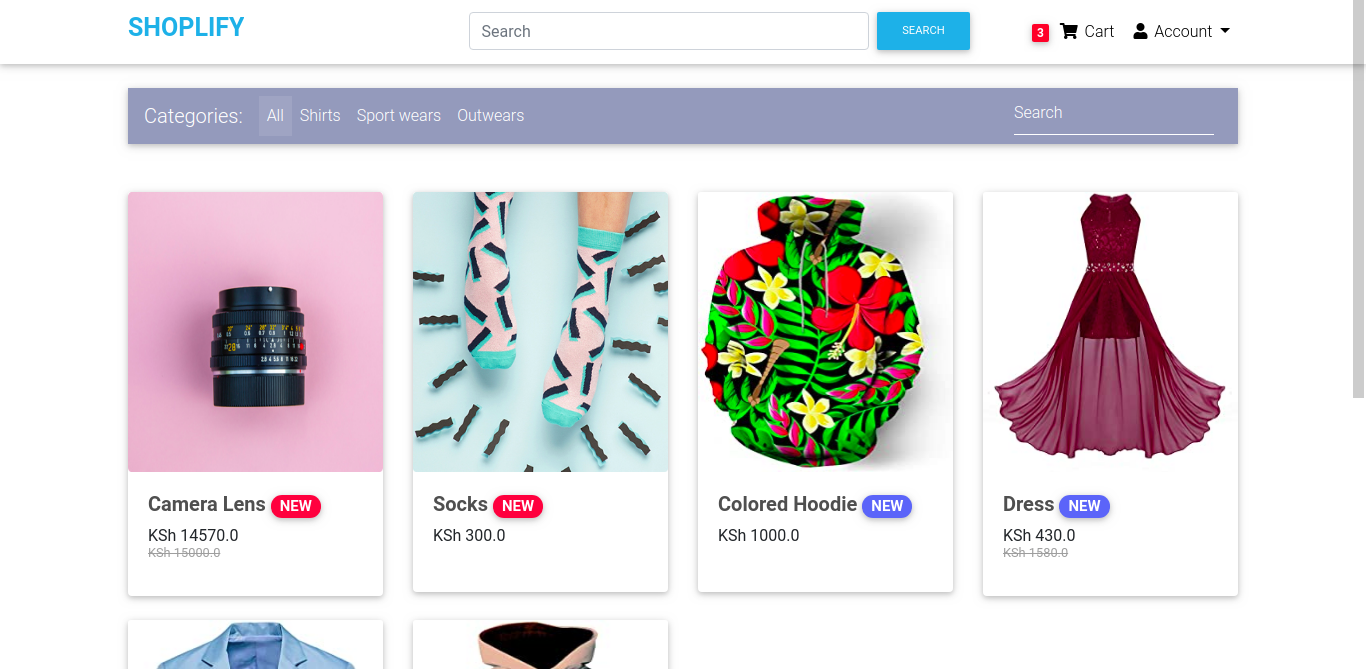 SHOPLIFY
Search
SEARCH
3 Cart
Account
Categories: All Shirts Sport wears Outwears
Search
Camera Lens NEW
KSh 14570.0
KSh 15000.0
Socks NEW
KSh 300.0
Colored Hoodie NEW
KSh 1000.0
Dress NEW
KSh 430.0
KSh 1580.0